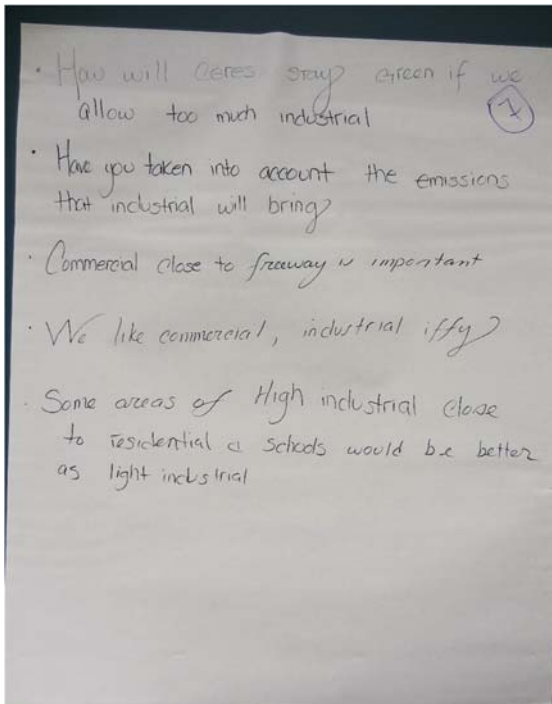 · How will Ceres stay Green if we
allow too much industrial
7
· Have you taken into account the emissions
that industrial will bring
· Commercial close to freeway is important
· We like commercial, industrial iffy
· Some areas of High industrial close
to residential & schools would be better
as light industrial